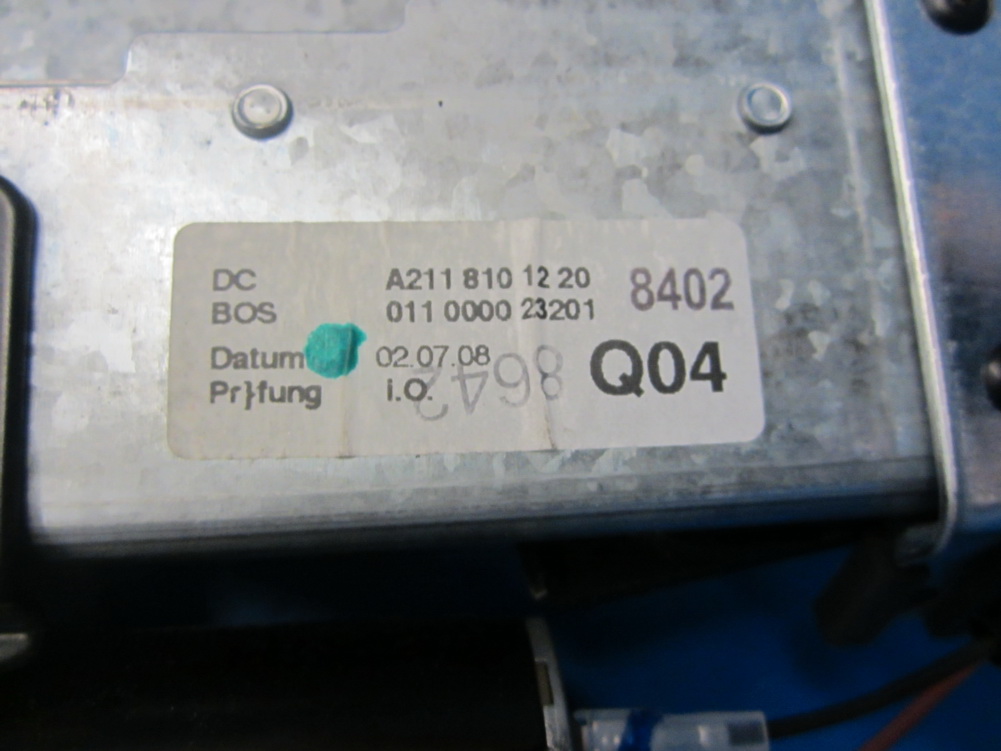 DC A211 810 12 20 8402
BOS 011 0000 23201
Datum 02.07.08 Q04
Pr}fung i.O. 8642